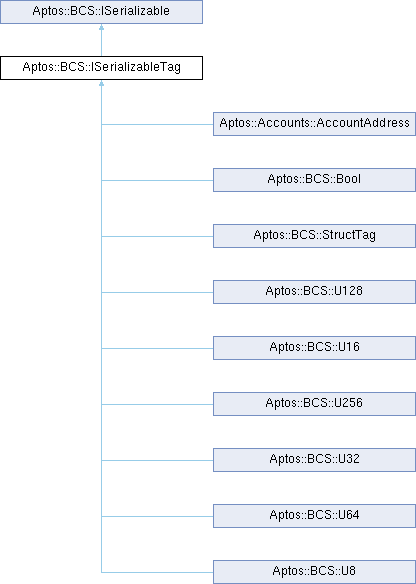 Aptos::BCS::ISerializable
Aptos::BCS::ISerializableTag
Aptos::Accounts::AccountAddress
Aptos::BCS::Bool
Aptos::BCS::StructTag
Aptos::BCS::U128
Aptos::BCS::U16
Aptos::BCS::U256
Aptos::BCS::U32
Aptos::BCS::U64
Aptos::BCS::U8